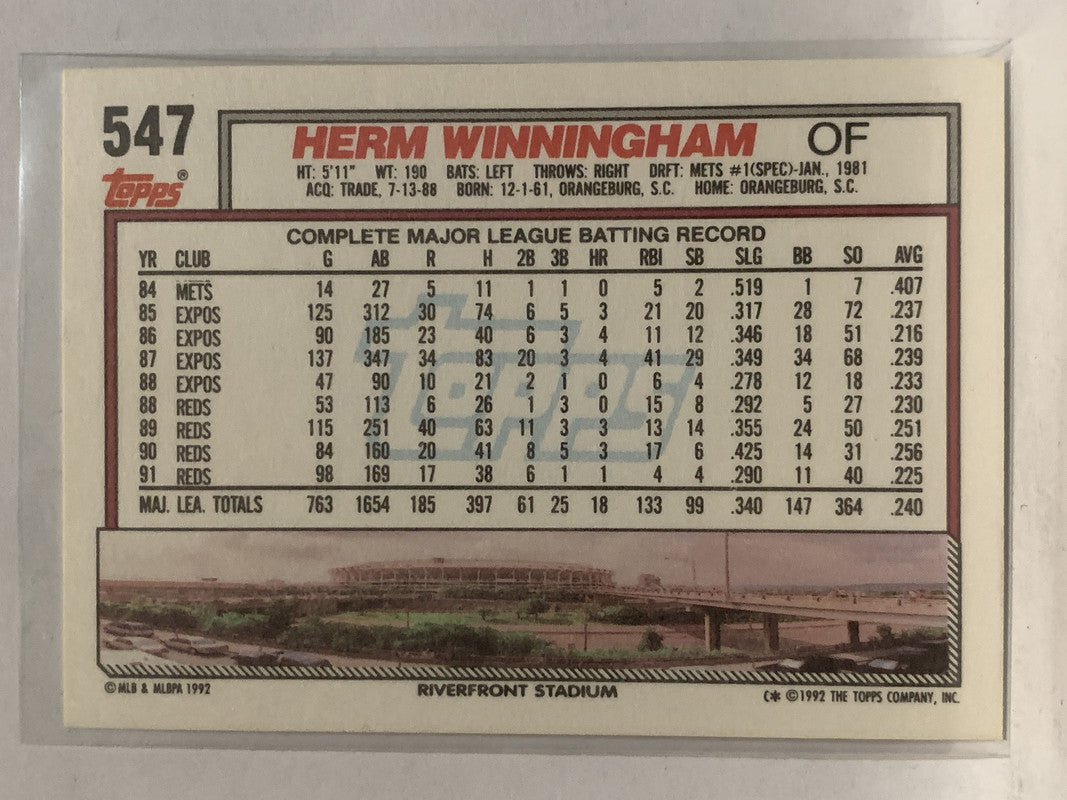 547
HERM WINNINGHAM OF
topps®
HT: 5'11" WT: 190 BATS: LEFT THROWS: RIGHT DRFT: METS #1(SPEC)-JAN., 1981
ACQ: TRADE, 7-13-88 BORN: 12-1-61, ORANGEBURG, S.C. HOME: ORANGEBURG, S.C.
COMPLETE MAJOR LEAGUE BATTING RECORD
YR CLUB G AB R H 2B 3B HR RBI SB SLG BB SO AVG
84 METS 14 27 5 11 1 1 0 5 2 .519 1 7 .407
85 EXPOS 125 312 30 74 6 5 3 21 20 .317 28 72 .237
86 EXPOS 90 185 23 40 6 3 4 11 12 .346 18 51 .216
87 EXPOS 137 347 34 83 20 3 4 41 29 .349 34 68 .239
88 EXPOS 47 90 10 21 2 1 0 6 4 .278 12 18 .233
88 REDS 53 113 6 26 1 3 0 15 8 .292 5 27 .230
89 REDS 115 251 40 63 11 3 3 13 14 .355 24 50 .251
90 REDS 84 160 20 41 8 5 3 17 6 .425 14 31 .256
91 REDS 98 169 17 38 6 1 1 4 4 .290 11 40 .225
MAJ. LEA. TOTALS 763 1654 185 397 61 25 18 133 99 .340 147 364 .240
topps
©MLB & MLBPA 1992 RIVERFRONT STADIUM C* ©1992 THE TOPPS COMPANY, INC.